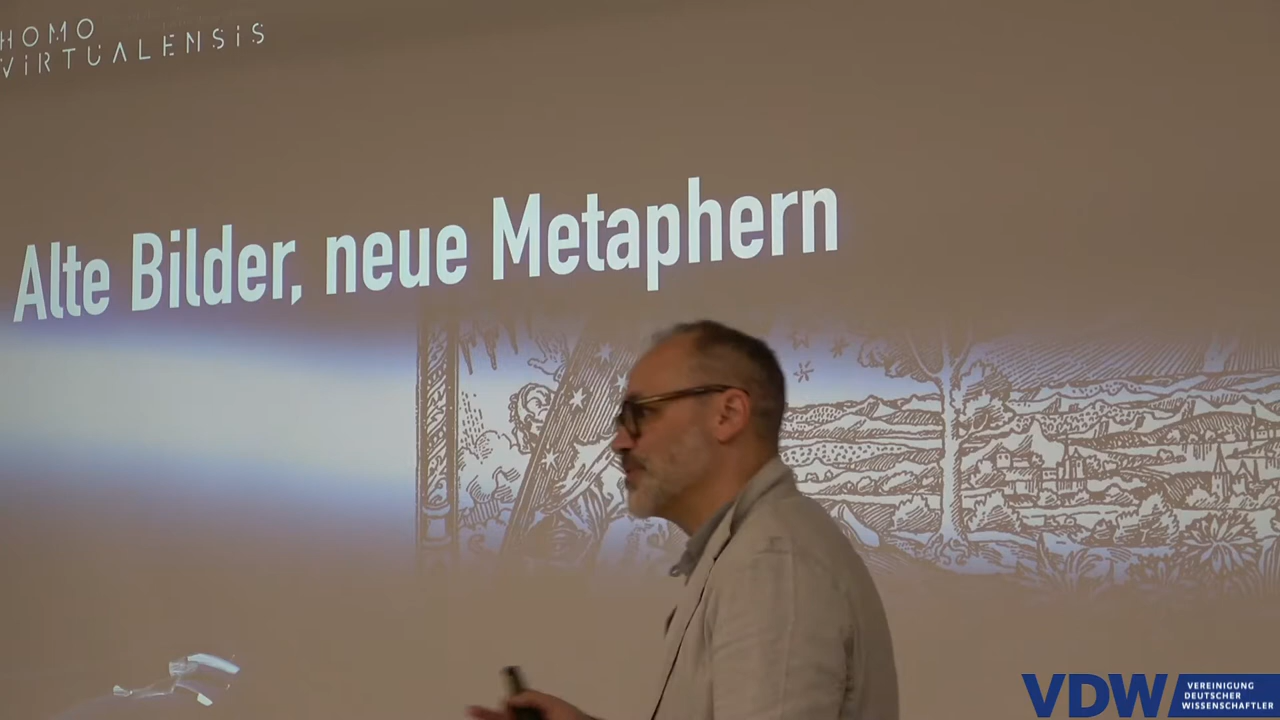 HOMO
ViRTUALENSiS
Alte Bilder, neue Metaphern
VDW
VEREINIGUNG
DEUTSCHER
WISSENSCHAFTLER